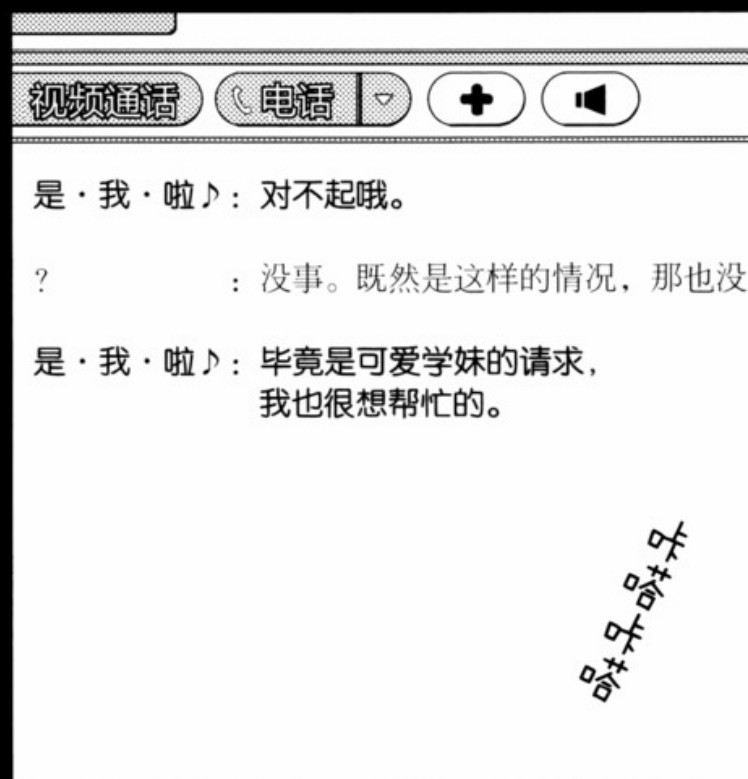 视频通话 电话
是·我·啦♪：对不起哦。
？：没事。既然是这样的情况，那也没
是·我·啦♪：毕竟是可爱学妹的请求，
我也很想帮忙的。
咔嗒咔嗒